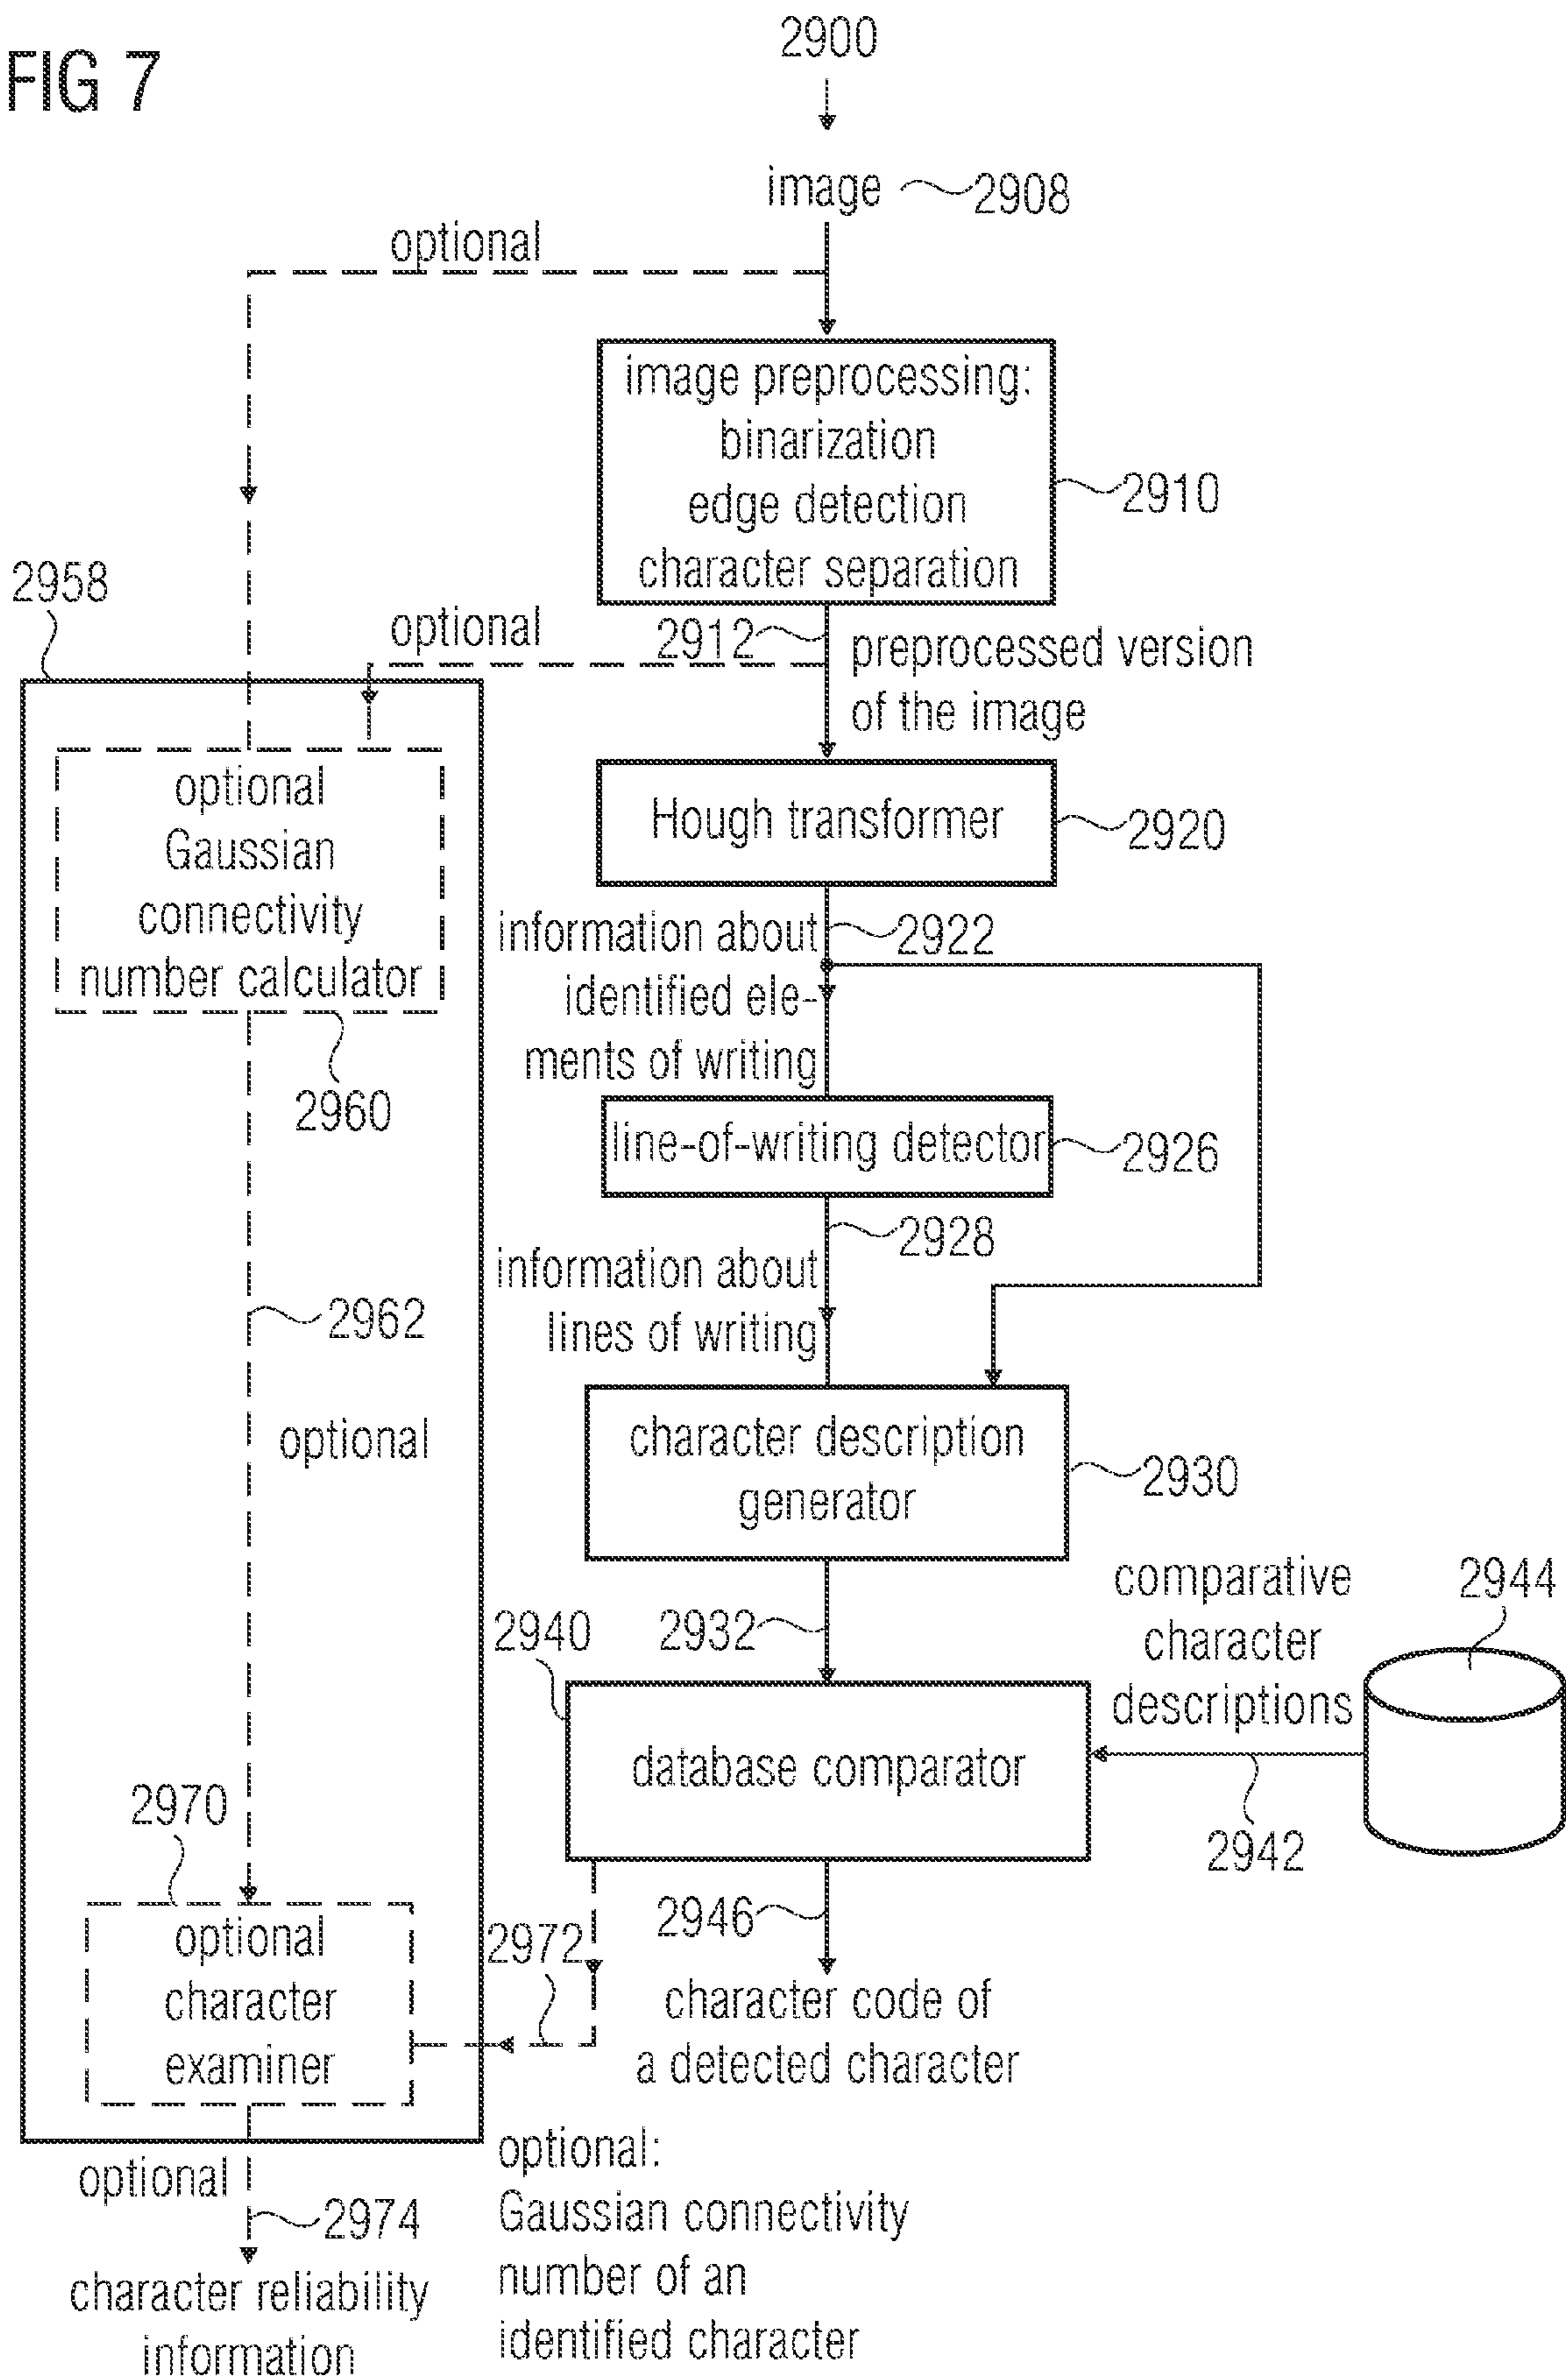 FIG 7
2900
image 2908
optional
image preprocessing:
binarization
edge detection
character separation
2910
2958
optional
2912
preprocessed version
of the image
optional
Gaussian
connectivity
number calculator
2960
Hough transformer
2920
information about
identified ele-
ments of writing
2922
line-of-writing detector
2926
2928
information about
lines of writing
2962
optional
character description
generator
2930
2932
2940
comparative
character
descriptions
2944
database comparator
2942
2970
optional
character
examiner
2972
2946
character code of
a detected character
optional
2974
character reliability
information
optional:
Gaussian connectivity
number of an
identified character